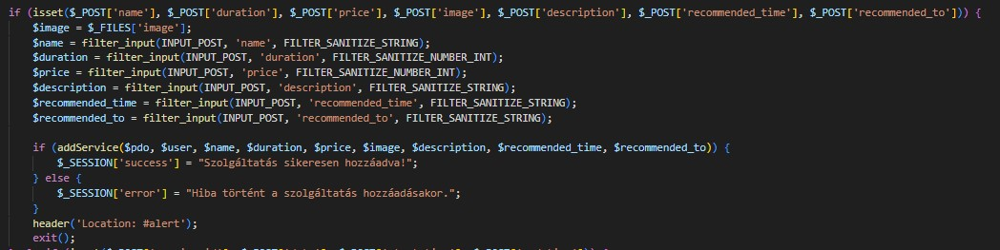 if (isset($_POST['name'], $_POST['duration'], $_POST['price'], $_POST['image'], $_POST['description'], $_POST['recommended_time'], $_POST['recommended_to'])) {
    $image = $_FILES['image'];
    $name = filter_input(INPUT_POST, 'name', FILTER_SANITIZE_STRING);
    $duration = filter_input(INPUT_POST, 'duration', FILTER_SANITIZE_NUMBER_INT);
    $price = filter_input(INPUT_POST, 'price', FILTER_SANITIZE_NUMBER_INT);
    $description = filter_input(INPUT_POST, 'description', FILTER_SANITIZE_STRING);
    $recommended_time = filter_input(INPUT_POST, 'recommended_time', FILTER_SANITIZE_STRING);
    $recommended_to = filter_input(INPUT_POST, 'recommended_to', FILTER_SANITIZE_STRING);

    if (addService($pdo, $user, $name, $duration, $price, $image, $description, $recommended_time, $recommended_to)) {
        $_SESSION['success'] = "Szolgáltatás sikeresen hozzáadva!";
    } else {
        $_SESSION['error'] = "Hiba történt a szolgáltatás hozzáadásakor.";
    }
    header('Location: #alert');
    exit();